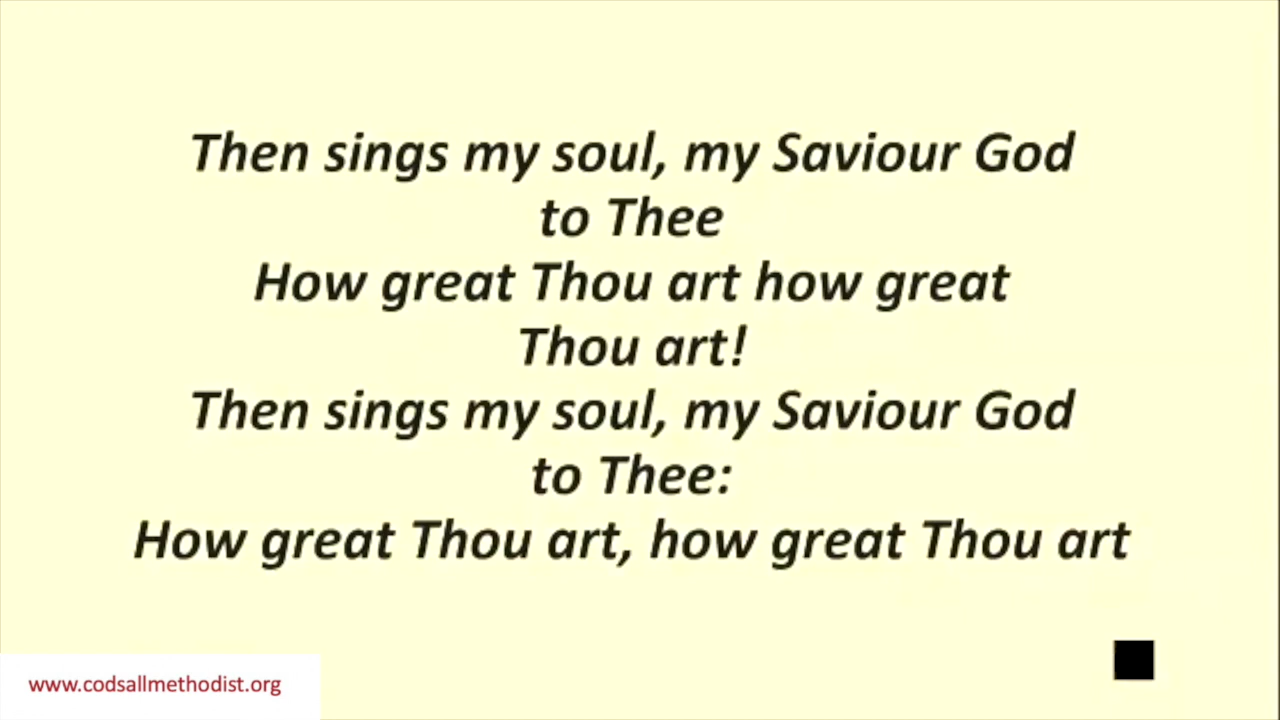 Then sings my soul, my Saviour God
to Thee
How great Thou art how great
Thou art!
Then sings my soul, my Saviour God
to Thee:
How great Thou art, how great Thou art
www.codsallmethodist.org